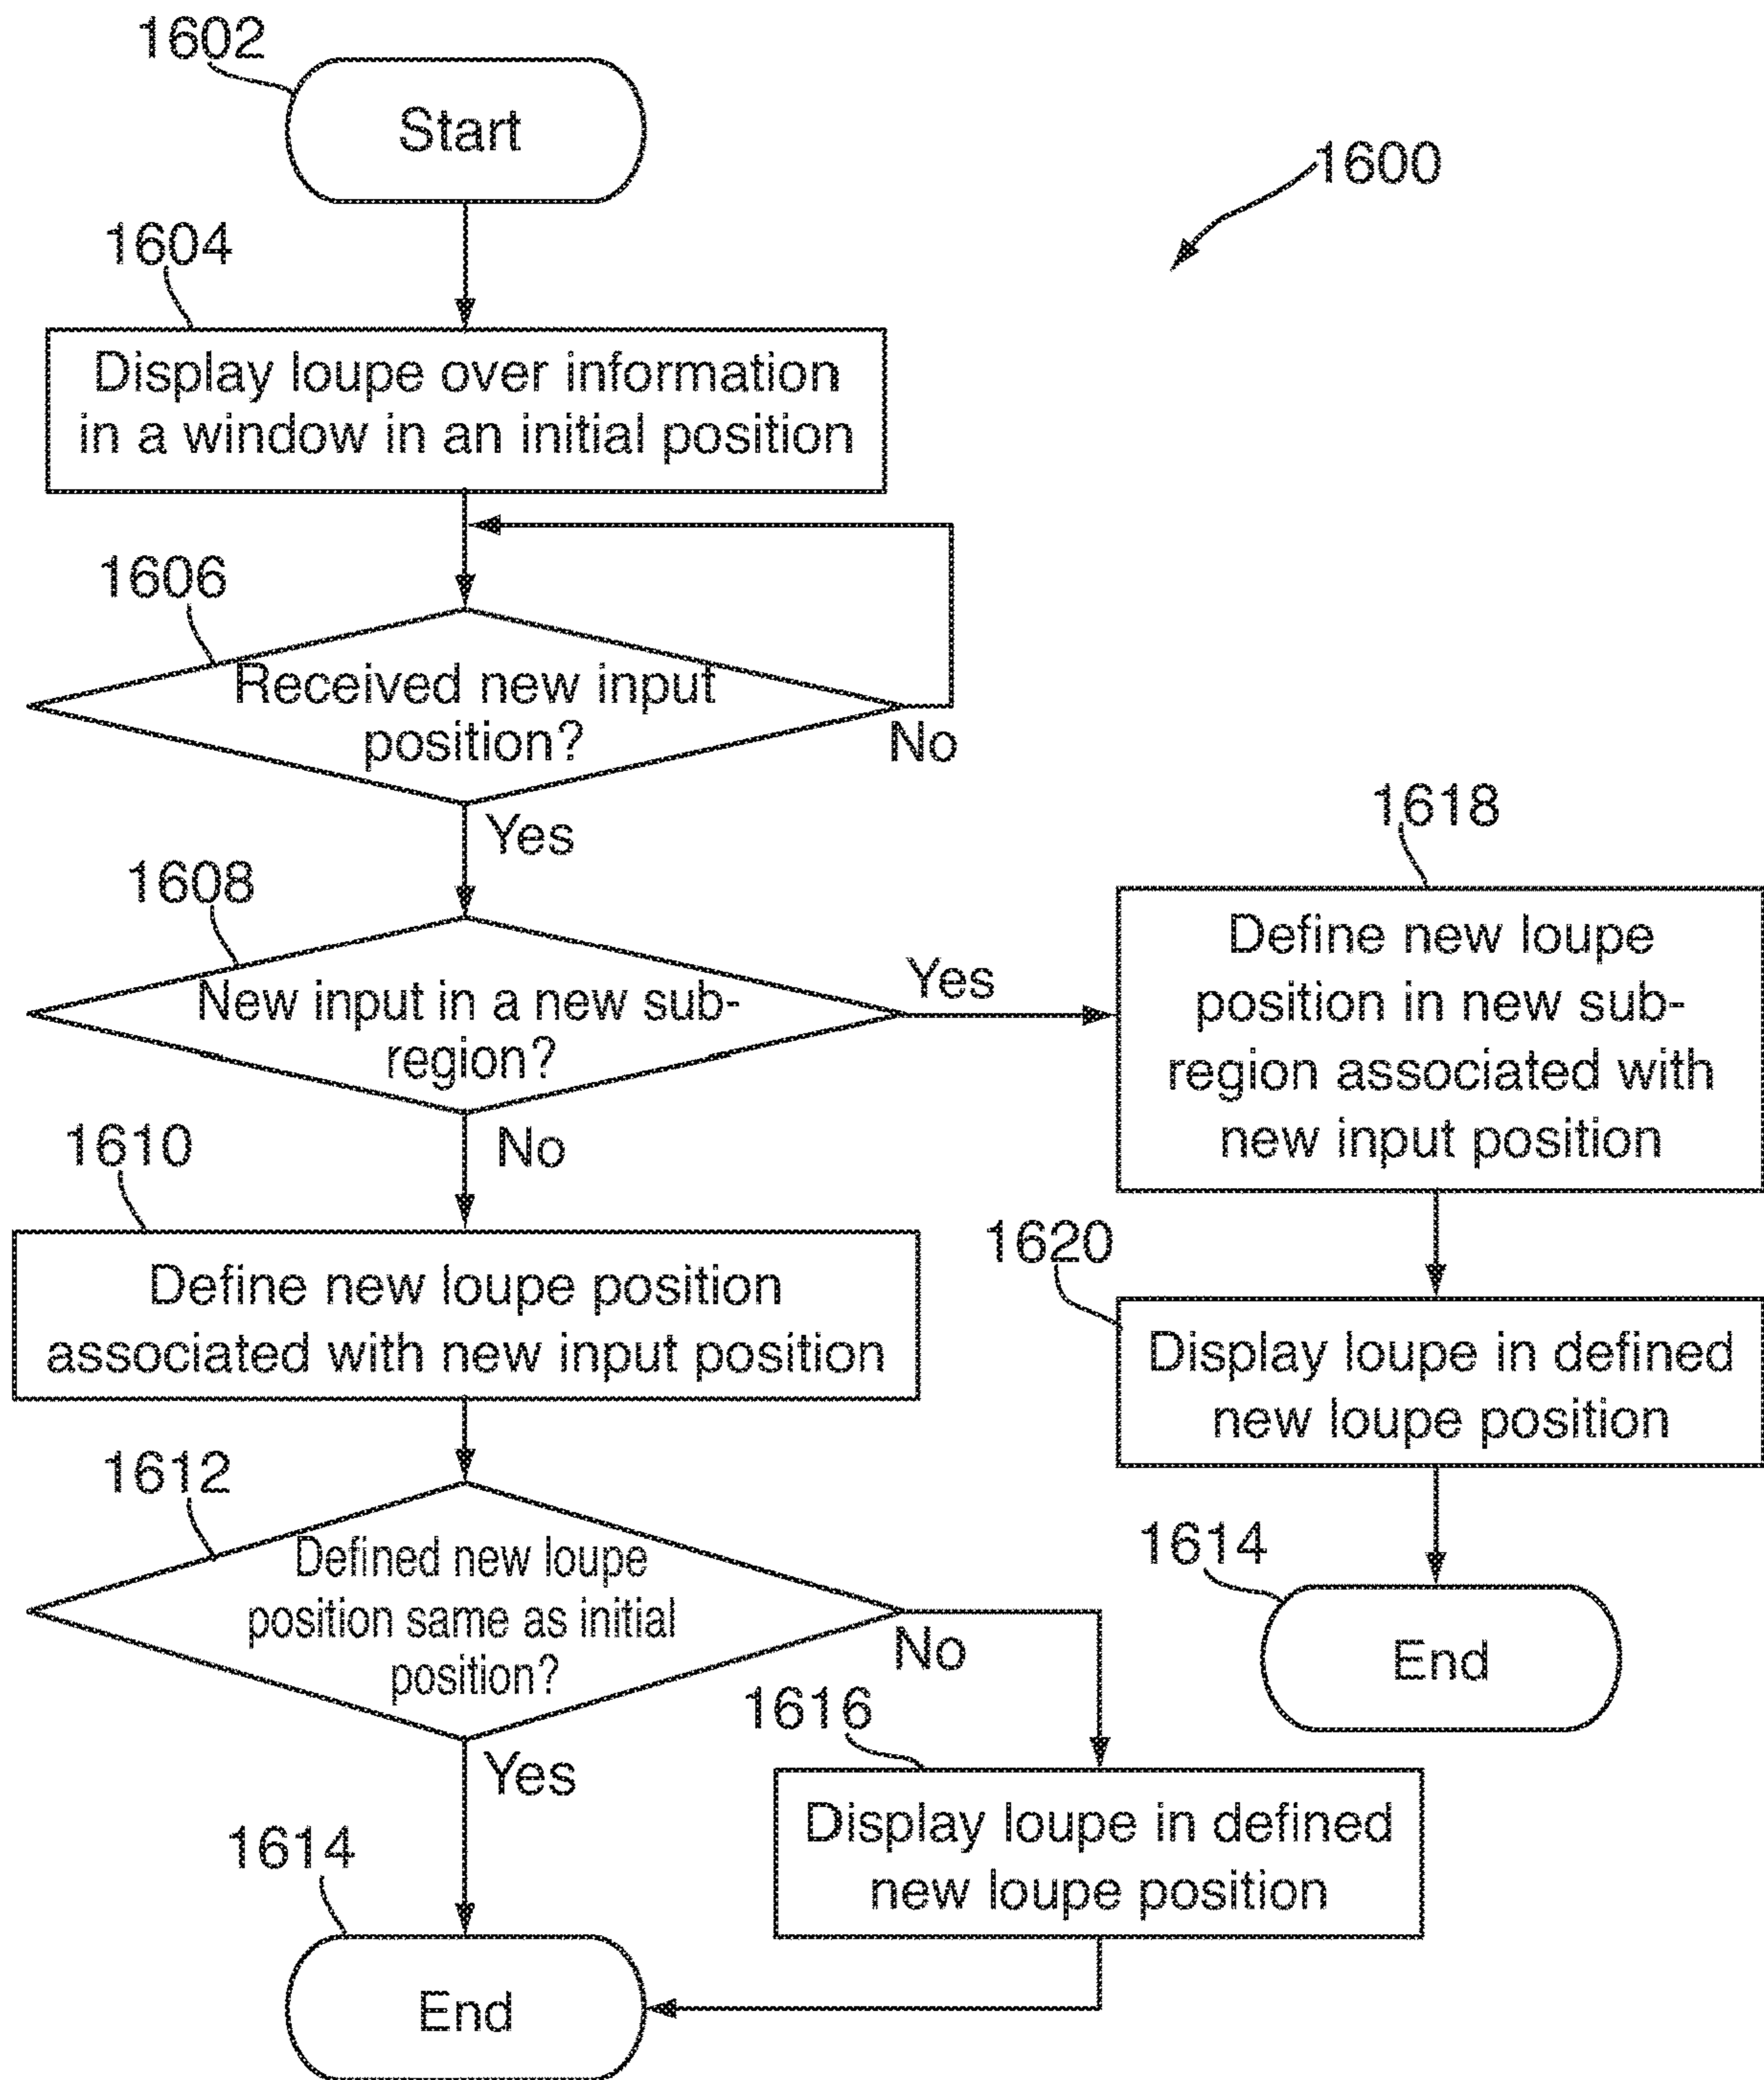 1602
Start
1600
1604
Display loupe over information
in a window in an initial position
1606
Received new input
position?
No
Yes
1608
New input in a new sub-
region?
Yes
No
1618
Define new loupe
position in new sub-
region associated with
new input position
1610
Define new loupe position
associated with new input position
1620
Display loupe in defined
new loupe position
1612
Defined new loupe
position same as initial
position?
No
Yes
1614
End
1616
Display loupe in defined
new loupe position
1614
End